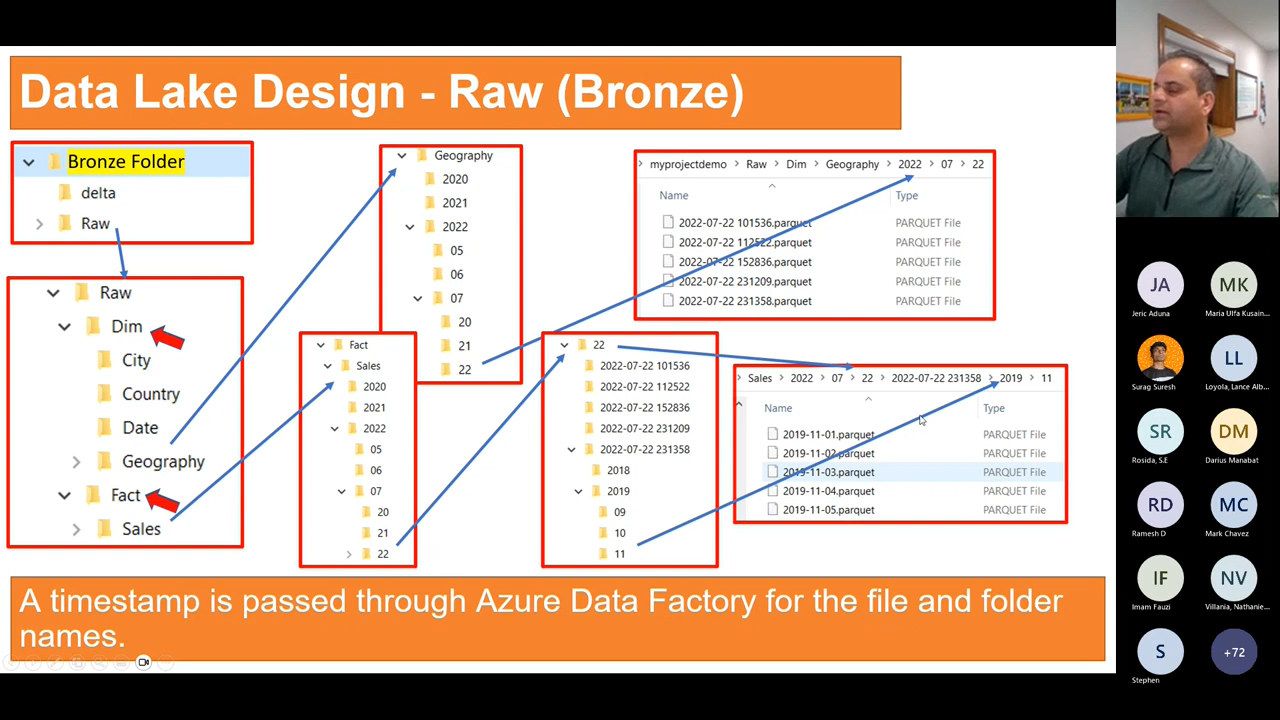 Data Lake Design - Raw (Bronze)
Bronze Folder
delta
Raw
Raw
Dim
City
Country
Date
Geography
Fact
Sales
Geography
2020
2021
2022
05
06
07
20
21
22
Fact
Sales
2020
2021
2022
05
06
07
20
21
22
myprojectdemo > Raw > Dim > Geography > 2022 > 07 > 22
Name Type
2022-07-22 101536.parquet PARQUET File
2022-07-22 112522.parquet PARQUET File
2022-07-22 152836.parquet PARQUET File
2022-07-22 231209.parquet PARQUET File
2022-07-22 231358.parquet PARQUET File
22
2022-07-22 101536
2022-07-22 112522
2022-07-22 152836
2022-07-22 231209
2022-07-22 231358
2018
2019
09
10
11
Sales > 2022 > 07 > 22 > 2022-07-22 231358 > 2019 > 11
Name Type
2019-11-01.parquet PARQUET File
2019-11-02.parquet PARQUET File
2019-11-03.parquet PARQUET File
2019-11-04.parquet PARQUET File
2019-11-05.parquet PARQUET File
A timestamp is passed through Azure Data Factory for the file and folder
names.
JA MK
Jeric Aduna Maria Ulfa Kusain...
LL
Surag Suresh Loyola, Lance Alb...
SR DM
Rosida, S.E Darius Manabat
RD MC
Ramesh D Mark Chavez
IF NV
Imam Fauzi Villania, Nathanie...
S +72
Stephen